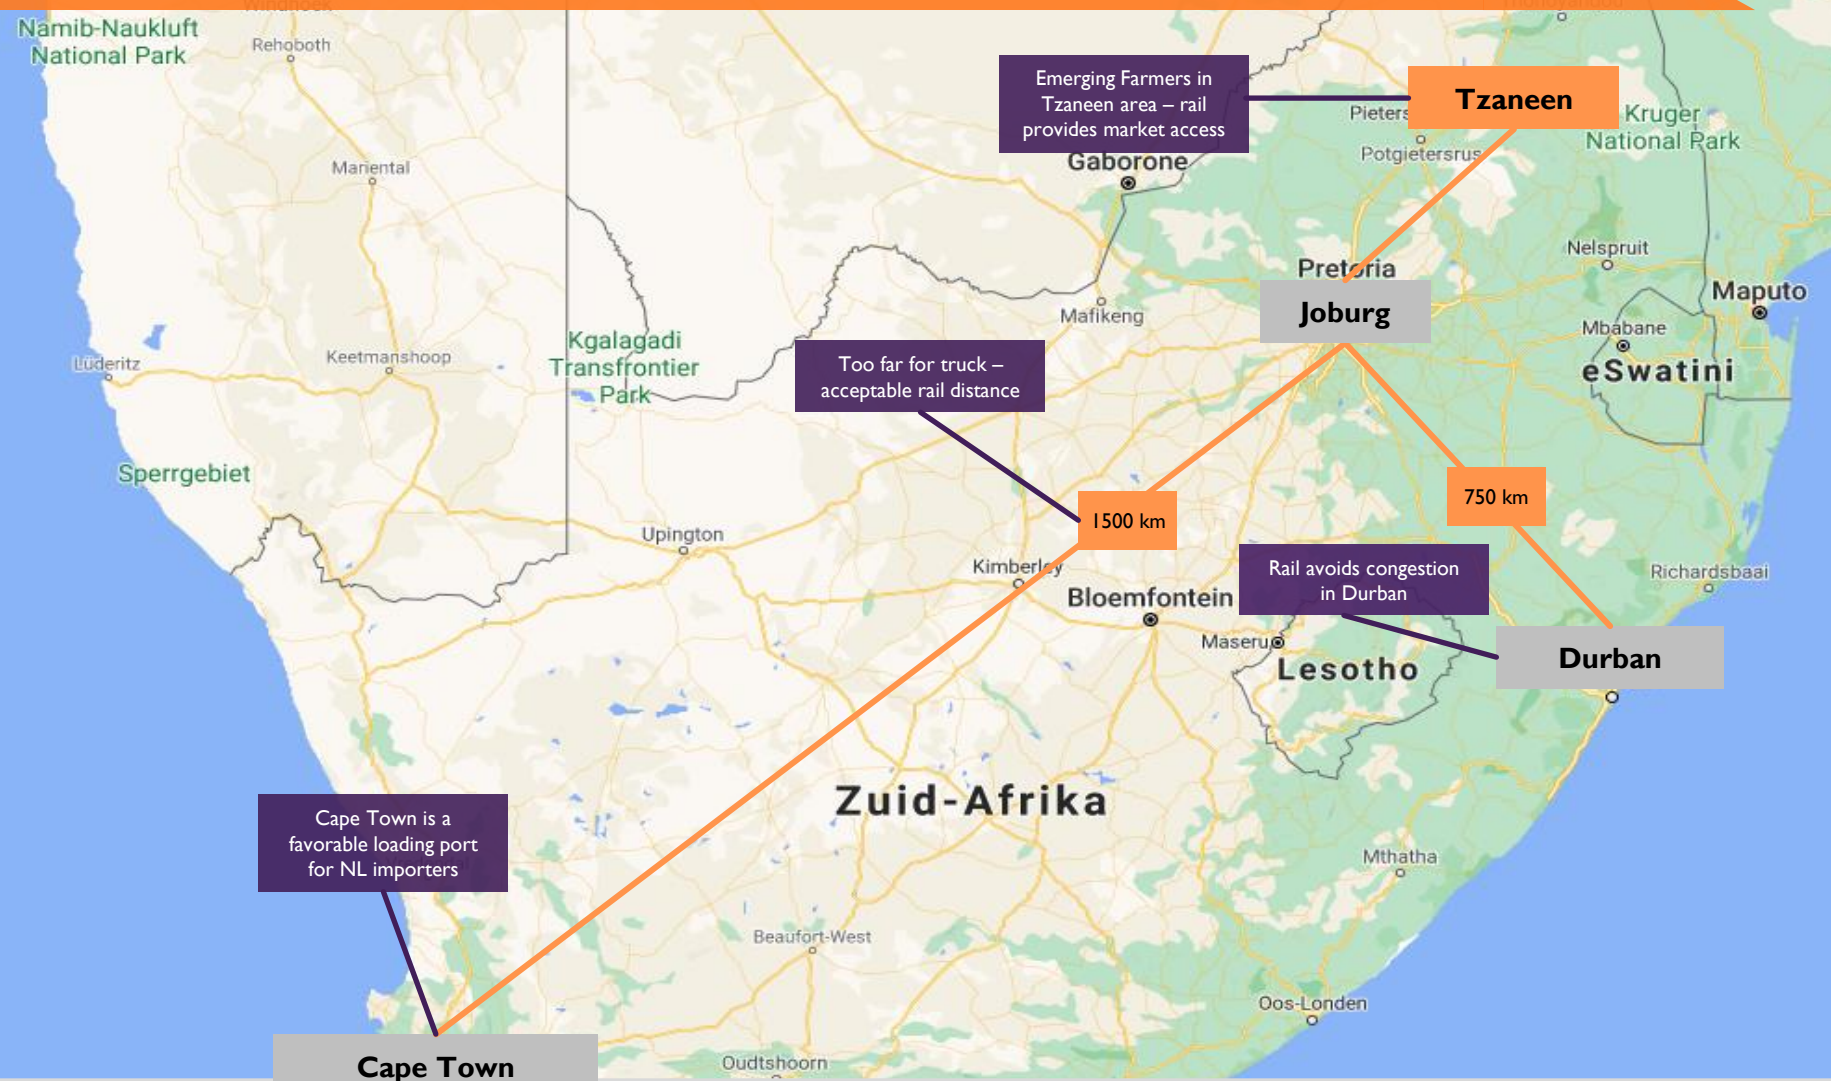 Namib-Naukluft
National Park
Rehoboth
Mariental
Lüderitz
Keetmanshoop
Kgalagadi
Transfrontier
Park
Sperrgebiet
Upington
Emerging Farmers in
Tzaneen area – rail
provides market access
Gaborone
Tzaneen
Potgietersrus
Kruger
National Park
Nelspruit
Pretoria
Joburg
Mafikeng
Maputo
Mbabane
eSwatini
Too far for truck –
acceptable rail distance
1500 km
750 km
Kimberley
Bloemfontein
Rail avoids congestion
in Durban
Richardsbaai
Maseru
Lesotho
Durban
Zuid-Afrika
Cape Town is a
favorable loading port
for NL importers
Mthatha
Beaufort-West
Oos-Londen
Oudtshoorn
Cape Town